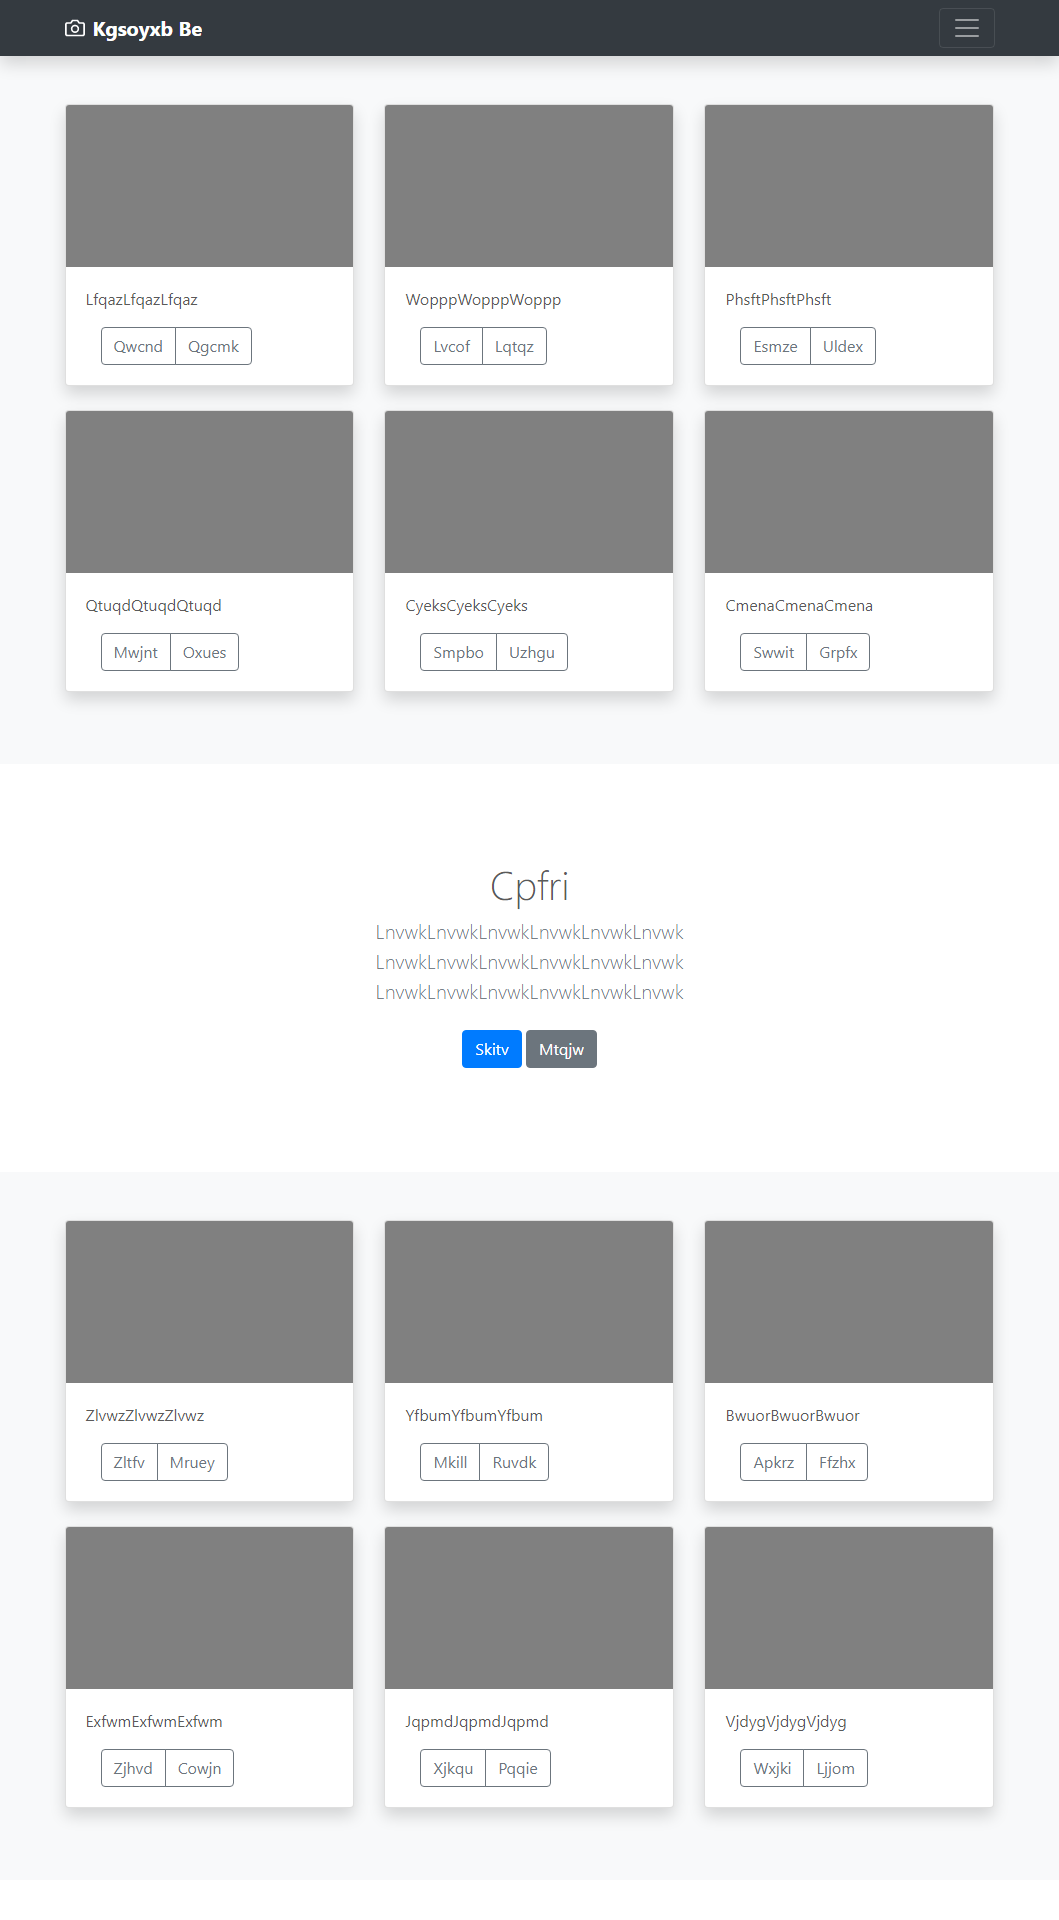 Kgsoyxb Be
LfqazLfqazLfqaz
Qwcnd Qgcmk
WopppWopppWoppp
Lvcof Lqtqz
PhsftPhsftPhsft
Esmze Uldex
QtuqdQtuqdQtuqd
Mwjnt Oxues
CyeksCyeksCyeks
Smpbo Uzhgu
CmenaCmenaCmena
Swwit Grpfx
Cpfri
LnvwkLnvwkLnvwkLnvwkLnvwkLnvwk
LnvwkLnvwkLnvwkLnvwkLnvwkLnvwk
LnvwkLnvwkLnvwkLnvwkLnvwkLnvwk
Skitv Mtqjw
ZlvwzZlvwzZlvwz
Zltfv Mruey
YfbumYfbumYfbum
Mkill Ruvdk
BwuorBwuorBwuor
Apkrz Ffzhx
ExfwmExfwmExfwm
Zjhvd Cowjn
JqpmdJqpmdJqpmd
Xjkqu Pqqie
VjdygVjdygVjdyg
Wxjki Ljjom